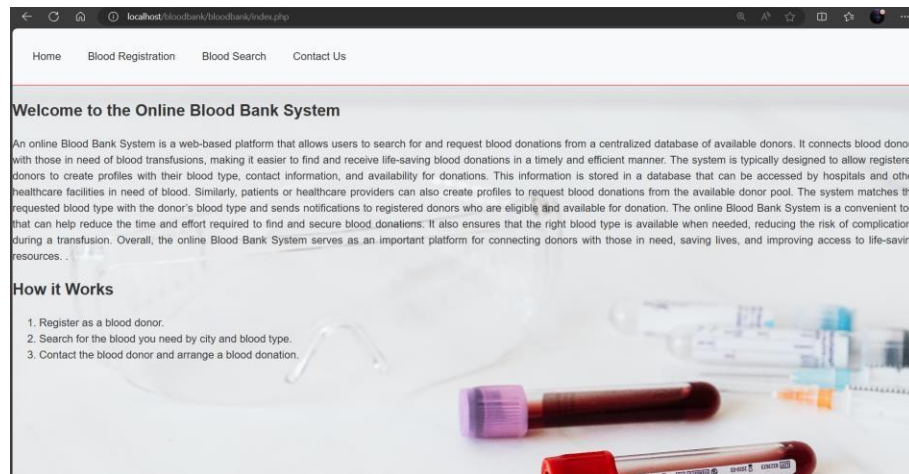 localhost/bloodbank/bloodbank/index.php
Home Blood Registration Blood Search Contact Us
Welcome to the Online Blood Bank System
An online Blood Bank System is a web-based platform that allows users to search for and request blood donations from a centralized database of available donors. It connects blood dono
with those in need of blood transfusions, making it easier to find and receive life-saving blood donations in a timely and efficient manner. The system is typically designed to allow registere
donors to create profiles with their blood type, contact information, and availability for donations. This information is stored in a database that can be accessed by hospitals and othe
healthcare facilities in need of blood. Similarly, patients or healthcare providers can also create profiles to request blood donations from the available donor pool. The system matches th
requested blood type with the donor's blood type and sends notifications to registered donors who are eligible and available for donation. The online Blood Bank System is a convenient to
that can help reduce the time and effort required to find and secure blood donations. It also ensures that the right blood type is available when needed, reducing the risk of complication
during a transfusion. Overall, the online Blood Bank System serves as an important platform for connecting donors with those in need, saving lives, and improving access to life-savin
resources. .
How it Works
1. Register as a blood donor.
2. Search for the blood you need by city and blood type.
3. Contact the blood donor and arrange a blood donation.